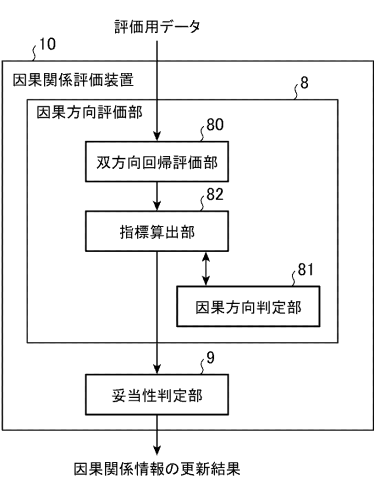 評価用データ
10
因果関係評価装置
8
因果方向評価部
80
双方向回帰評価部
82
指標算出部
81
因果方向判定部
9
妥当性判定部
因果関係情報の更新結果